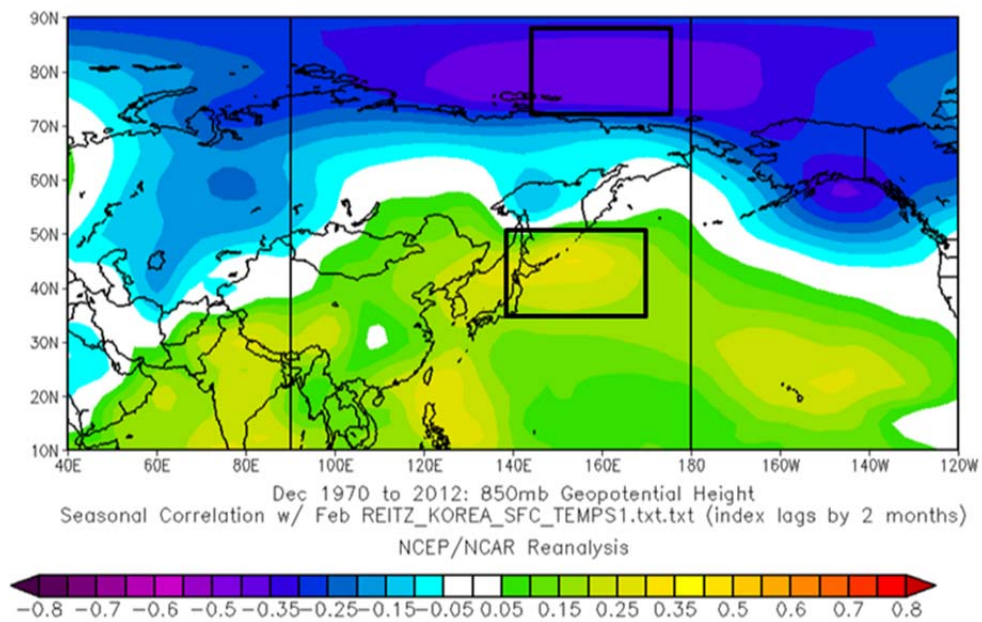 90N
80N
70N
60N
50N
40N
30N
20N
10N
40E 60E 80E 100E 120E 140E 160E 180 160W 140W 120W
Dec 1970 to 2012: 850mb Geopotential Height
Seasonal Correlation w/ Feb REITZ_KOREA_SFC_TEMPS1.txt.txt (index lags by 2 months)
NCEP/NCAR Reanalysis
-0.8 -0.7 -0.6 -0.5 -0.35 -0.25 -0.15 -0.05 0.05 0.15 0.25 0.35 0.5 0.6 0.7 0.8